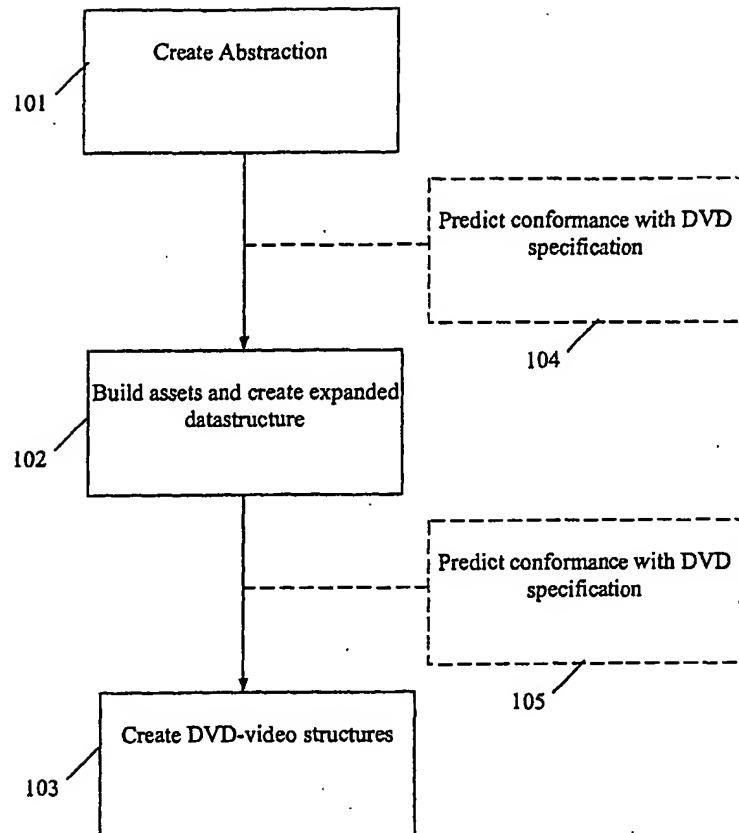 Create Abstraction
101
Predict conformance with DVD
specification
104
Build assets and create expanded
datastructure
102
Predict conformance with DVD
specification
105
Create DVD-video structures
103